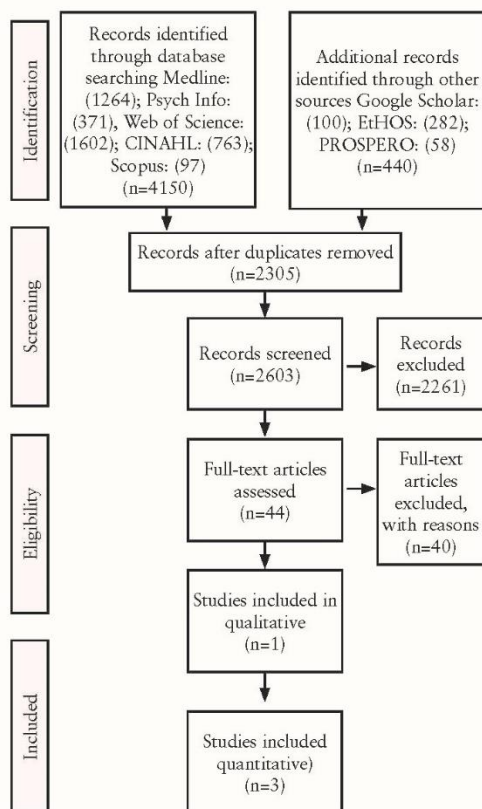 Identification
Records identified
through database
searching Medline:
(1264); Psych Info:
(371), Web of Science:
(1602); CINAHL: (763);
Scopus: (97)
(n=4150)
Additional records
identified through other
sources Google Scholar:
(100); EtHOS: (282);
PROSPERO: (58)
(n=440)
Screening
Records after duplicates removed
(n=2305)
Records screened
(n=2603)
Records
excluded
(n=2261)
Eligibility
Full-text articles
assessed
(n=44)
Full-text
articles
excluded,
with reasons
(n=40)
Studies included in
qualitative
(n=1)
Included
Studies included
quantitative)
(n=3)